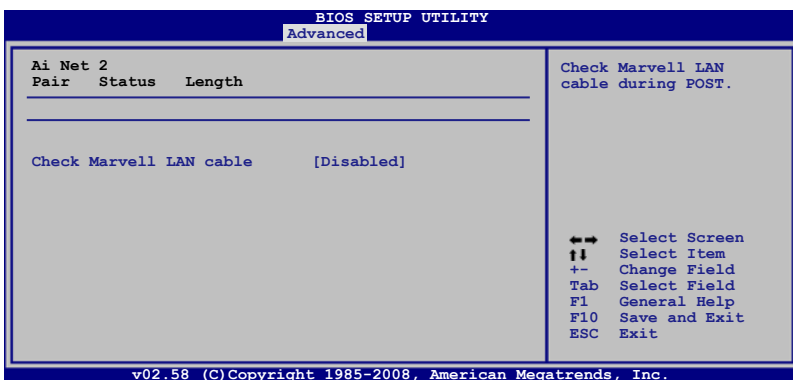 BIOS SETUP UTILITY
Advanced
Ai Net 2
Pair Status Length
Check Marvell LAN cable [Disabled]
Check Marvell LAN
cable during POST.
←→ Select Screen
↑↓ Select Item
+- Change Field
Tab Select Field
F1 General Help
F10 Save and Exit
ESC Exit
v02.58 (C)Copyright 1985-2008, American Megatrends, Inc.